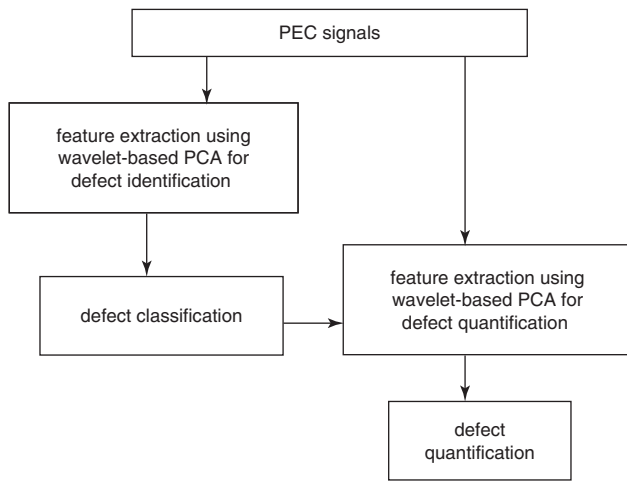 PEC signals
feature extraction using
wavelet-based PCA for
defect identification
defect classification
feature extraction using
wavelet-based PCA for
defect quantification
defect
quantification